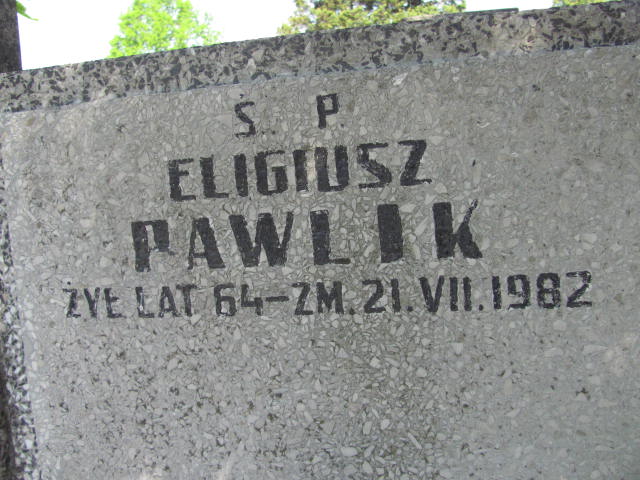 Ś. P.
ELIGIUSZ
PAWLIK
ŻYŁ LAT 64-ZM.21.VII.1982